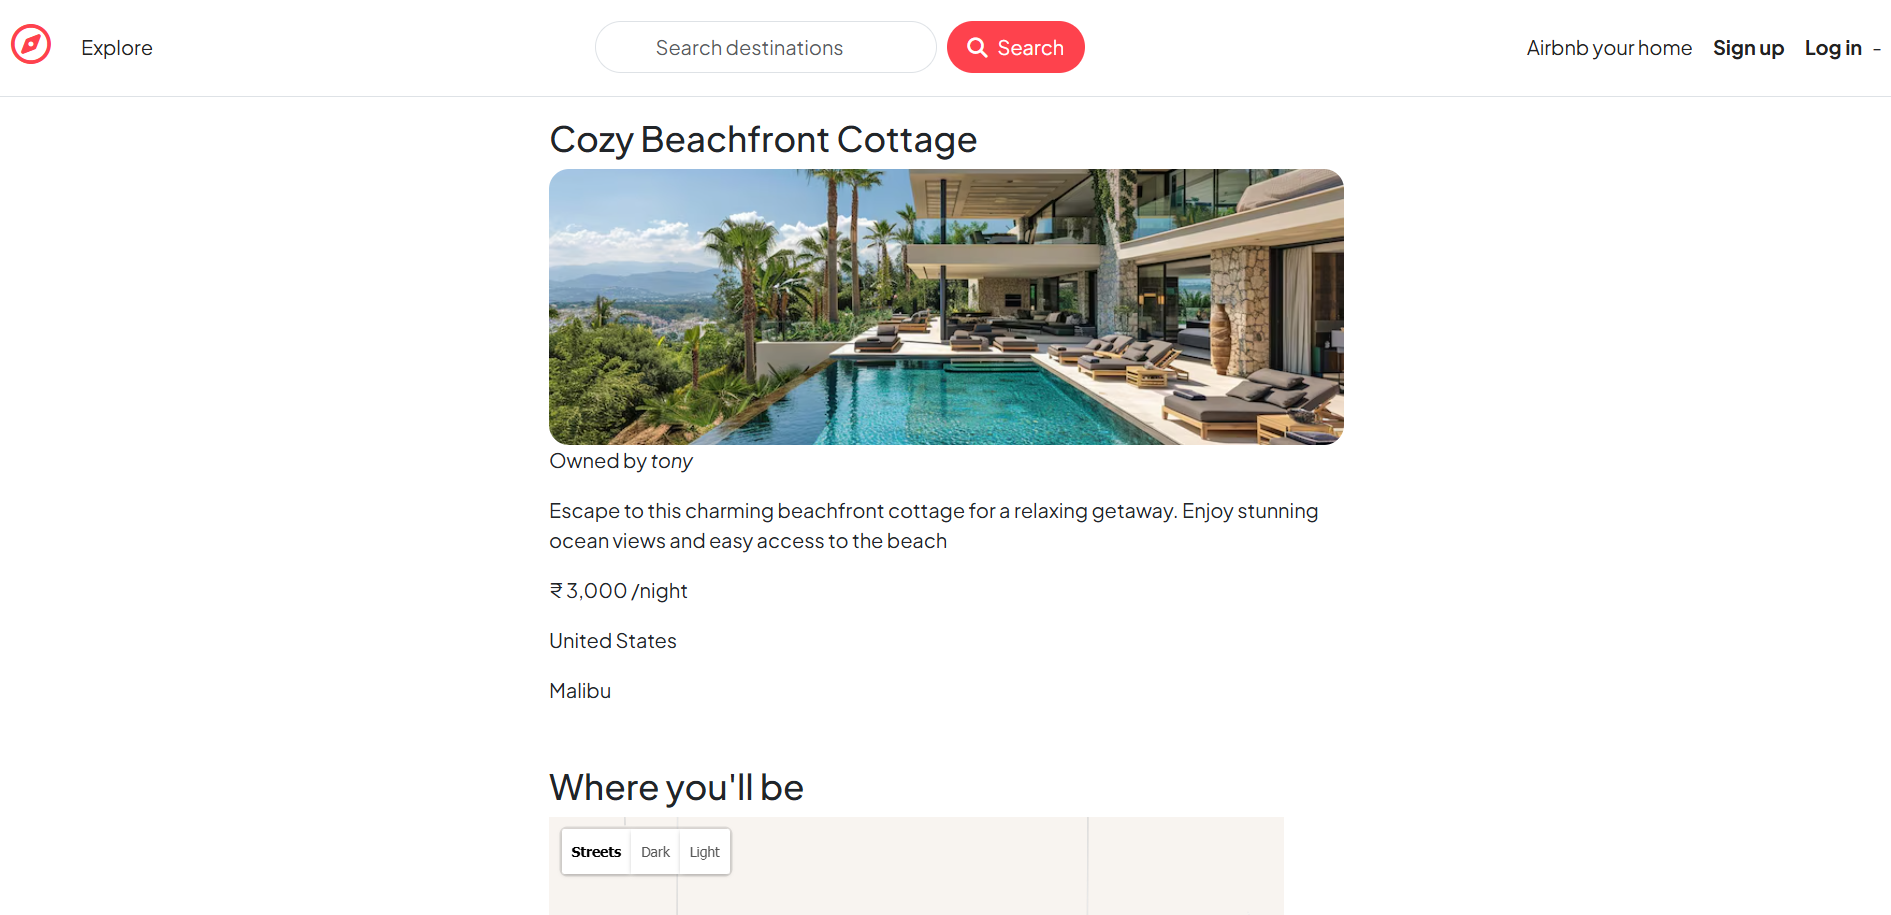 Explore
Search destinations
Search
Airbnb your home
Sign up
Log in -
Cozy Beachfront Cottage
Owned by tony
Escape to this charming beachfront cottage for a relaxing getaway. Enjoy stunning
ocean views and easy access to the beach
₹ 3,000 /night
United States
Malibu
Where you'll be
Streets
Dark
Light